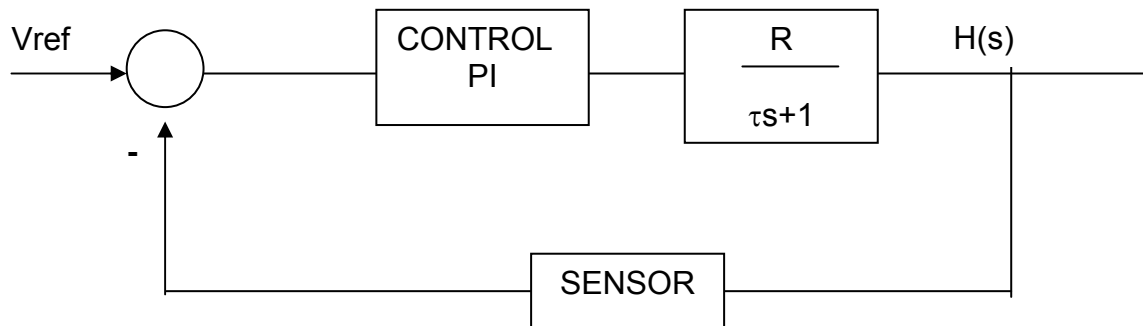 Vref
CONTROL
PI
R
τs+1
H(s)
-
SENSOR